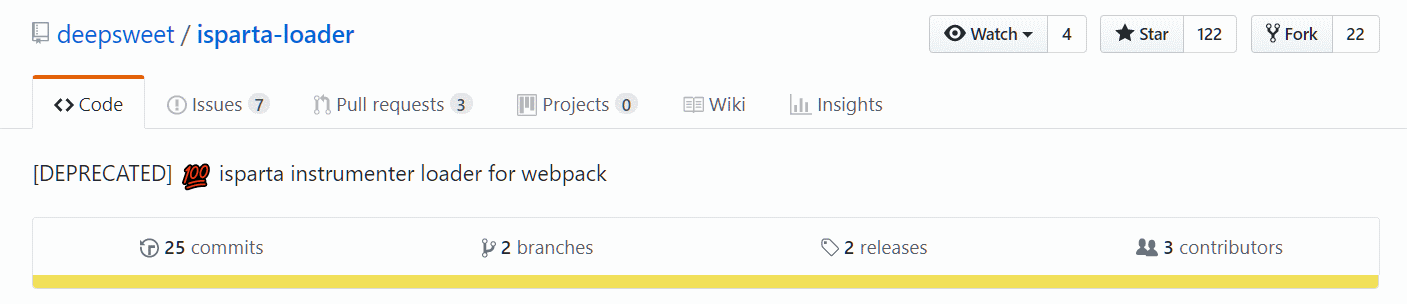 deepsweet / isparta-loader Watch 4 Star 122 Fork 22
Code Issues 7 Pull requests 3 Projects 0 Wiki Insights
[DEPRECATED] 💯 isparta instrumenter loader for webpack
25 commits 2 branches 2 releases 3 contributors